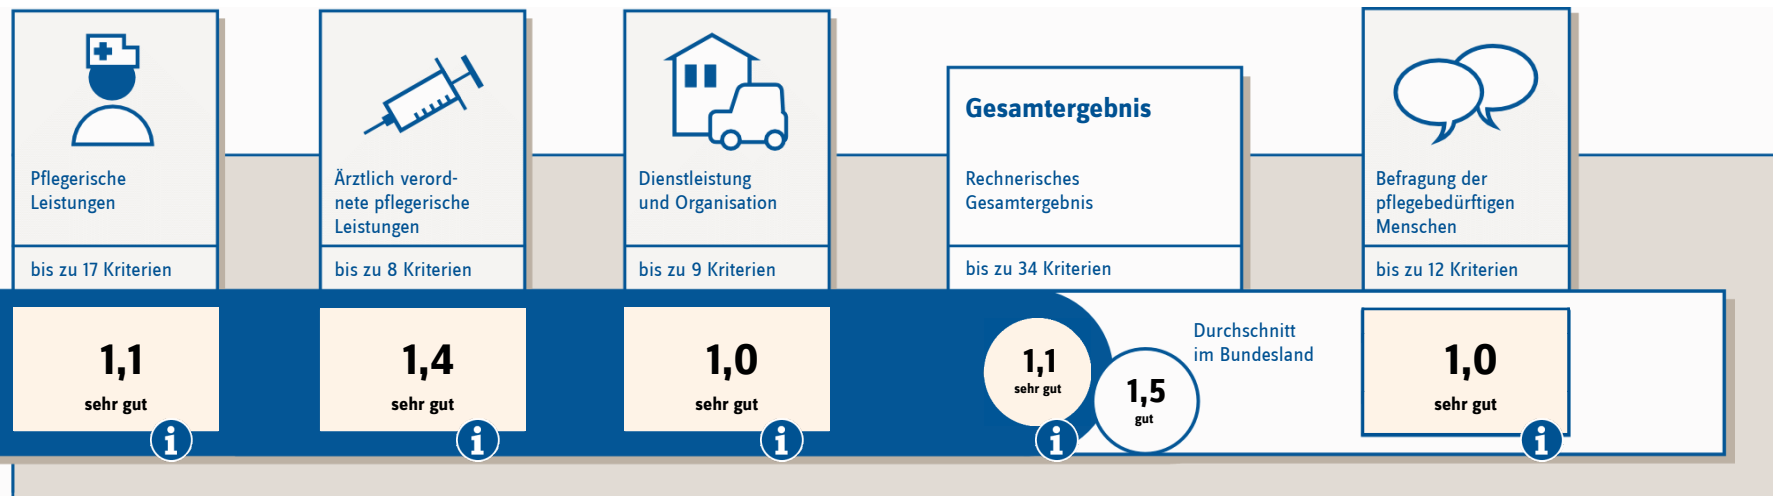 Pflegerische
Leistungen
bis zu 17 Kriterien
1,1
sehr gut
i
Ärztlich verord-
nete pflegerische
Leistungen
bis zu 8 Kriterien
1,4
sehr gut
i
Dienstleistung
und Organisation
bis zu 9 Kriterien
1,0
sehr gut
i
Gesamtergebnis
Rechnerisches
Gesamtergebnis
bis zu 34 Kriterien
1,1
sehr gut
i
1,5
gut
Durchschnitt
im Bundesland
Befragung der
pflegebedürftigen
Menschen
bis zu 12 Kriterien
1,0
sehr gut
i